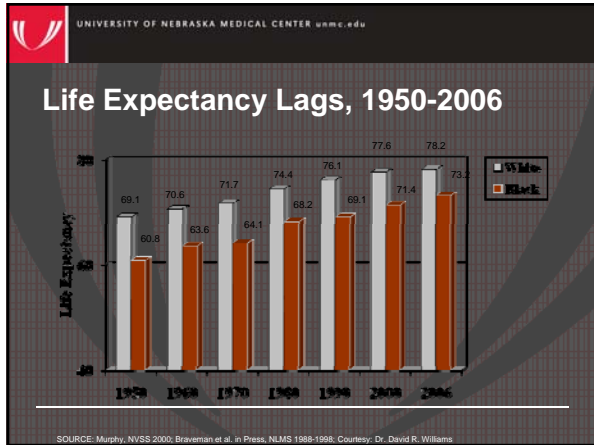 UNIVERSITY OF NEBRASKA MEDICAL CENTER unmc.edu
Life Expectancy Lags, 1950-2006
77.6 78.2
76.1
74.4 73.2
71.7 71.4
69.1 70.6 68.2 69.1
60.8 63.6 64.1
White
Black
Life Expectancy
1950 1960 1970 1980 1990 2000 2006
SOURCE: Murphy, NVSS 2000; Braveman et al. in Press, NLMS 1988-1998; Courtesy: Dr. David R. Williams